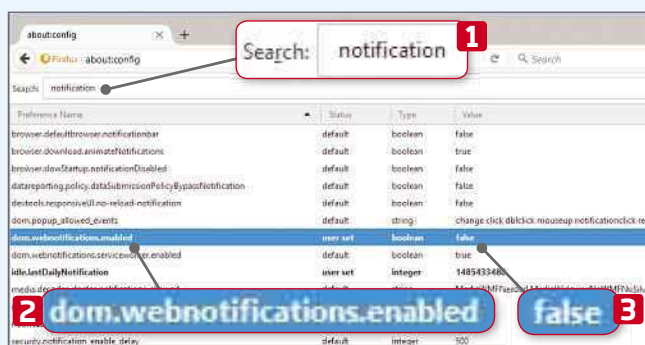 about:config × +
Search: notification 1
Firefox about:config Search
Search: notification
Preference Name Status Type Value
browser.defaultbrowser.notificationbar default boolean false
browser.download.animateNotifications default boolean true
browser.slowStartup.notificationDisabled default boolean false
datareporting.policy.dataSubmissionPolicyBypassNotification default boolean false
devtools.responsiveUI.no-reload-notification default boolean false
dom.popup_allowed_events default string change click dblclick mouseup notificationclick
dom.webnotifications.enabled user set boolean false
dom.webnotifications.serviceworker.enabled default boolean true
idle.lastDailyNotification user set integer
2 dom.webnotifications.enabled false 3
security.notification_enable_delay default integer 500